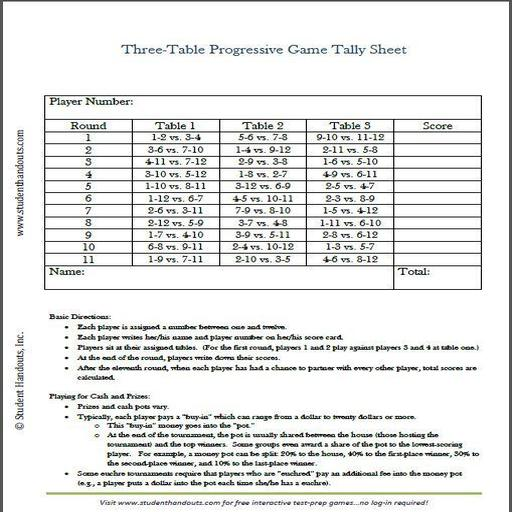 Three-Table Progressive Game Tally Sheet
Player Number:
Round Table 1 Table 2 Table 3 Score
1 1-2 vs. 3-4 5-6 vs. 7-8 9-10 vs. 11-12
2 3-6 vs. 7-10 1-4 vs. 9-12 2-11 vs. 5-8
3 4-11 vs. 7-12 2-9 vs. 3-8 1-6 vs. 5-10
4 3-10 vs. 5-12 1-8 vs. 2-7 4-9 vs. 6-11
5 1-10 vs. 8-11 3-12 vs. 6-9 2-5 vs. 4-7
6 1-12 vs. 6-7 4-5 vs. 10-11 2-3 vs. 8-9
7 2-6 vs. 3-11 7-9 vs. 8-10 1-5 vs. 4-12
8 2-12 vs. 5-9 3-7 vs. 4-8 1-11 vs. 6-10
9 1-7 vs. 4-10 3-9 vs. 5-11 2-8 vs. 6-12
10 6-8 vs. 9-11 2-4 vs. 10-12 1-3 vs. 5-7
11 1-9 vs. 7-11 2-10 vs. 3-5 4-6 vs. 8-12
Name: Total:
Basic Directions:
• Each player is assigned a number between one and twelve.
• Each player writes her/his name and player number on her/his score card.
• Players sit at their assigned tables. (For the first round, players 1 and 2 play against players 3 and 4 at table one.)
• At the end of the round, players write down their scores.
• After the eleventh round, when each player has had a chance to partner with every other player, total scores are
calculated.
Playing for Cash and Prizes:
• Prizes and cash pots vary.
• Typically, each player pays a "buy-in" which can range from a dollar to twenty dollars or more.
o This "buy-in" money goes into the "pot."
o At the end of the tournament, the pot is usually shared between the house (those hosting the
tournament) and the top winners. Some groups even award a share of the pot to the lowest-scoring
player. For example, a money pot can be split: 20% to the house, 40% to the first-place winner, 30% to
the second-place winner, and 10% to the last-place winner.
• Some euchre tournaments require that players who are "euchred" pay an additional fee into the money pot
(e.g., a player puts a dollar into the pot each time she/he has a euchre).
Visit www.studenthandouts.com for free interactive test-prep games...no log-in required!
www.studenthandouts.com
© Student Handouts, Inc.